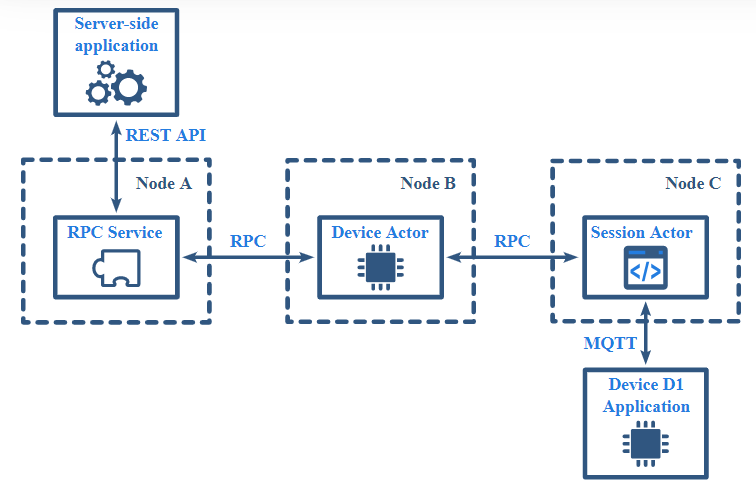 Server-side
application
REST API
Node A
Node B
Node C
RPC Service
RPC
Device Actor
RPC
Session Actor
</>
MQTT
Device D1
Application